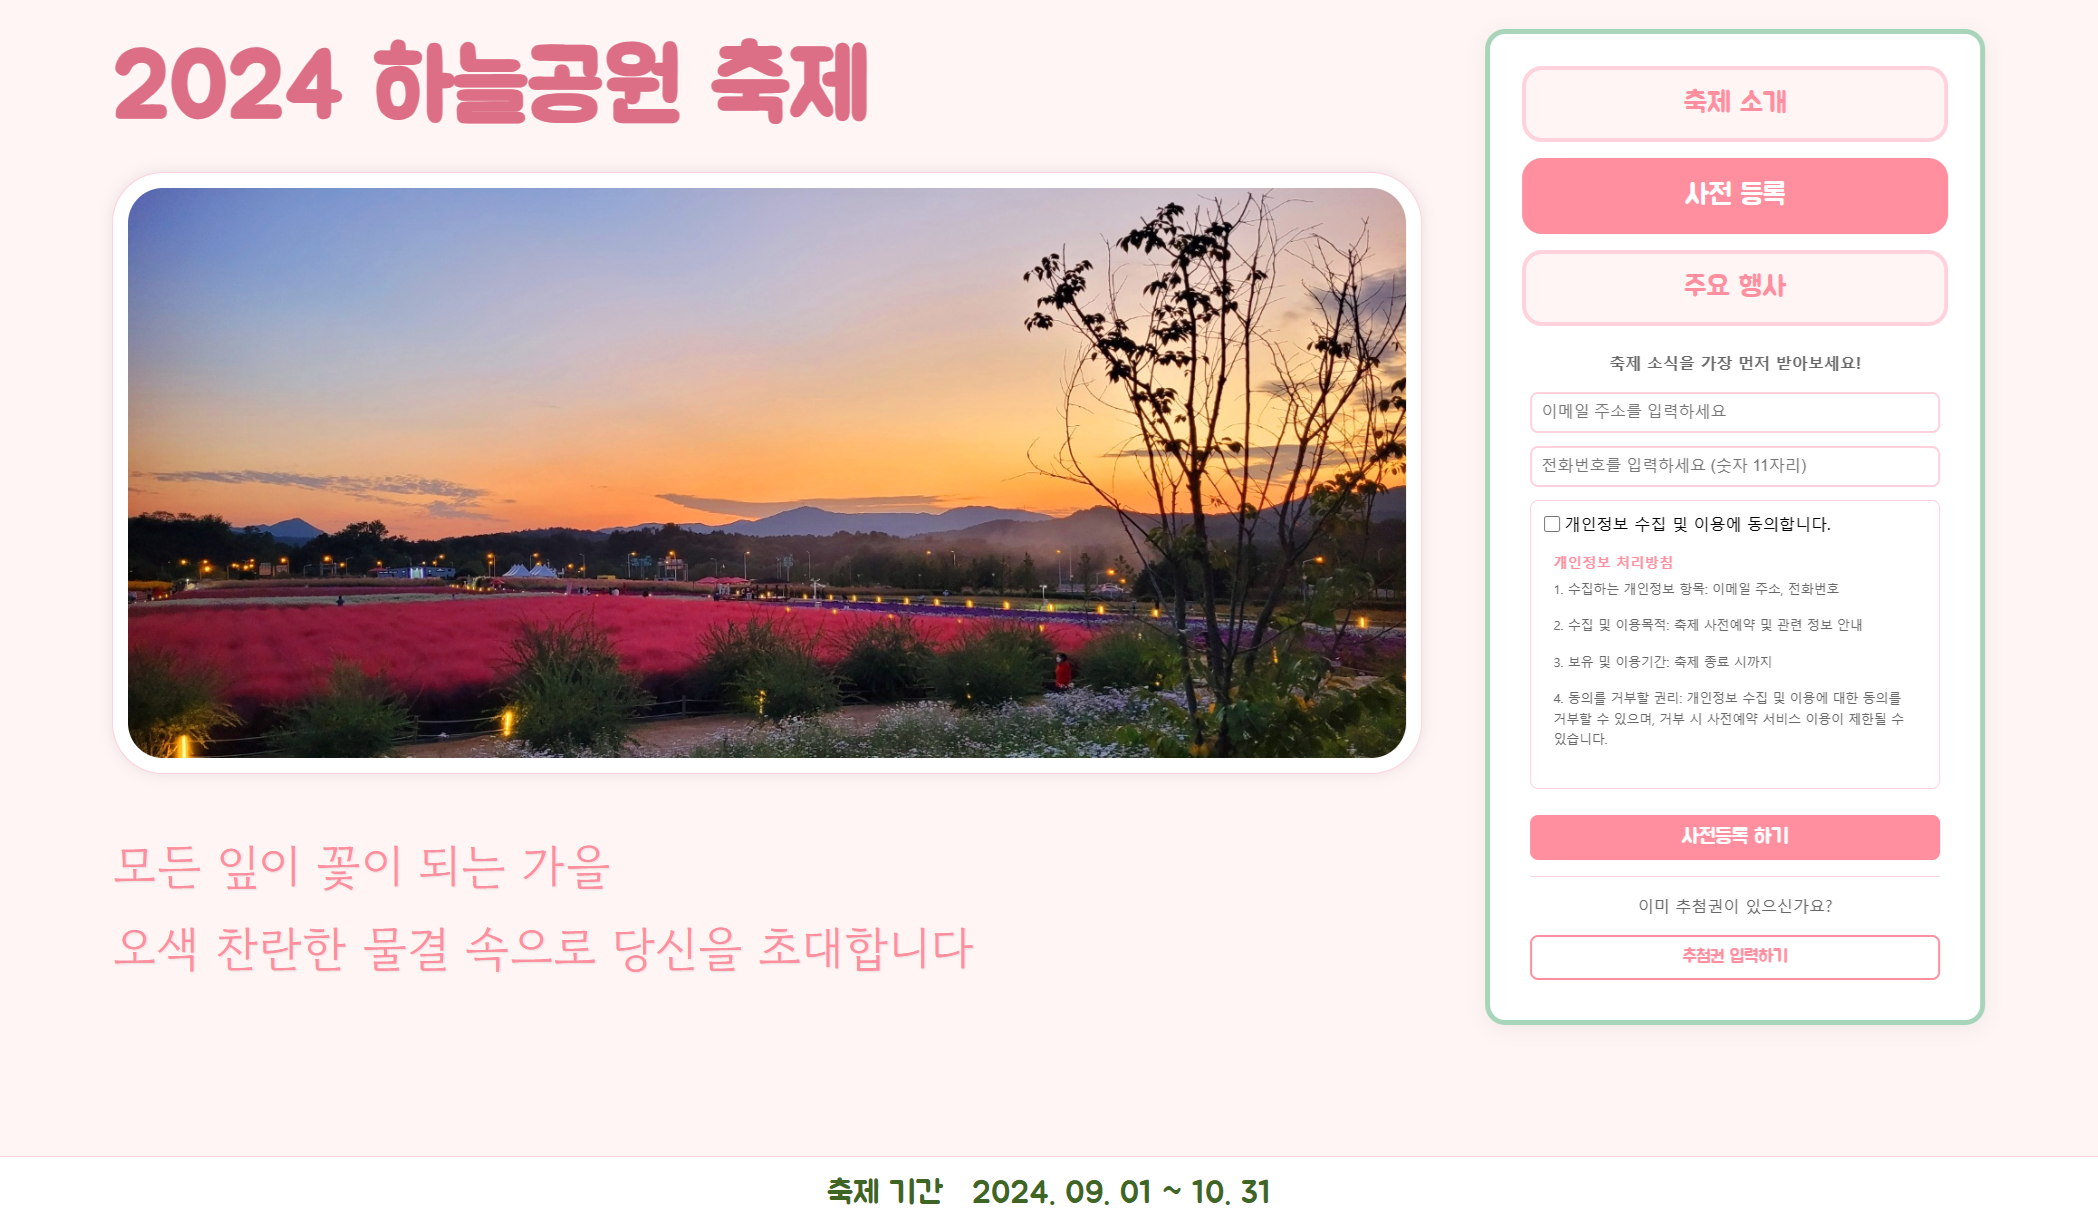 2024 하늘공원 축제
모든 잎이 꽃이 되는 가을
오색 찬란한 물결 속으로 당신을 초대합니다
축제 소개
사전 등록
주요 행사
축제 소식을 가장 먼저 받아보세요!
이메일 주소를 입력하세요
전화번호를 입력하세요 (숫자 11자리)
개인정보 수집 및 이용에 동의합니다.
개인정보 처리방침
1. 수집하는 개인정보 항목: 이메일 주소, 전화번호
2. 수집 및 이용목적: 축제 사전예약 및 관련 정보 안내
3. 보유 및 이용기간: 축제 종료 시까지
4. 동의를 거부할 권리: 개인정보 수집 및 이용에 대한 동의를
거부할 수 있으며, 거부 시 사전예약 서비스 이용이 제한될 수
있습니다.
사전등록 하기
이미 추첨권이 있으신가요?
추첨권 입력하기
축제 기간 2024. 09. 01 ~ 10. 31